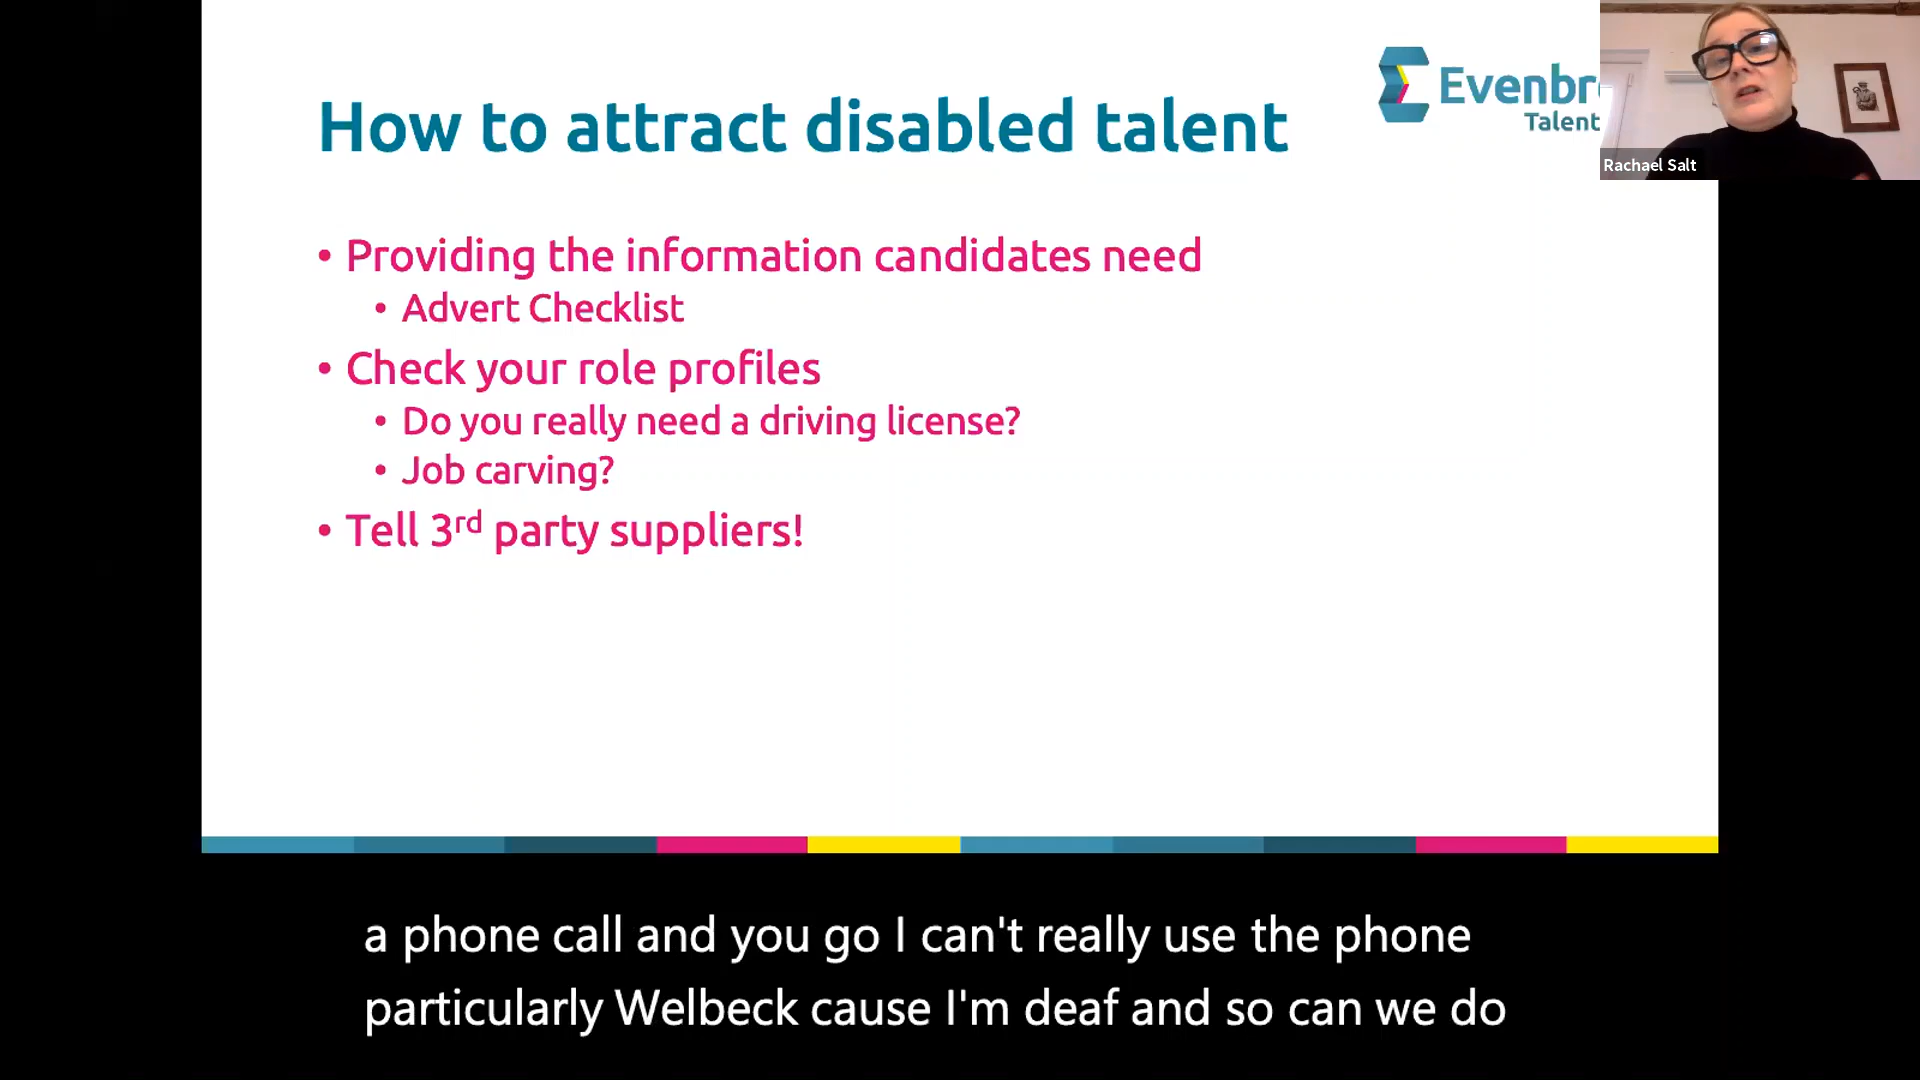 How to attract disabled talent
Evenbr
Talent
Rachael Salt
• Providing the information candidates need
• Advert Checklist
• Check your role profiles
• Do you really need a driving license?
• Job carving?
• Tell 3rd party suppliers!
a phone call and you go I can't really use the phone
particularly Welbeck cause I'm deaf and so can we do